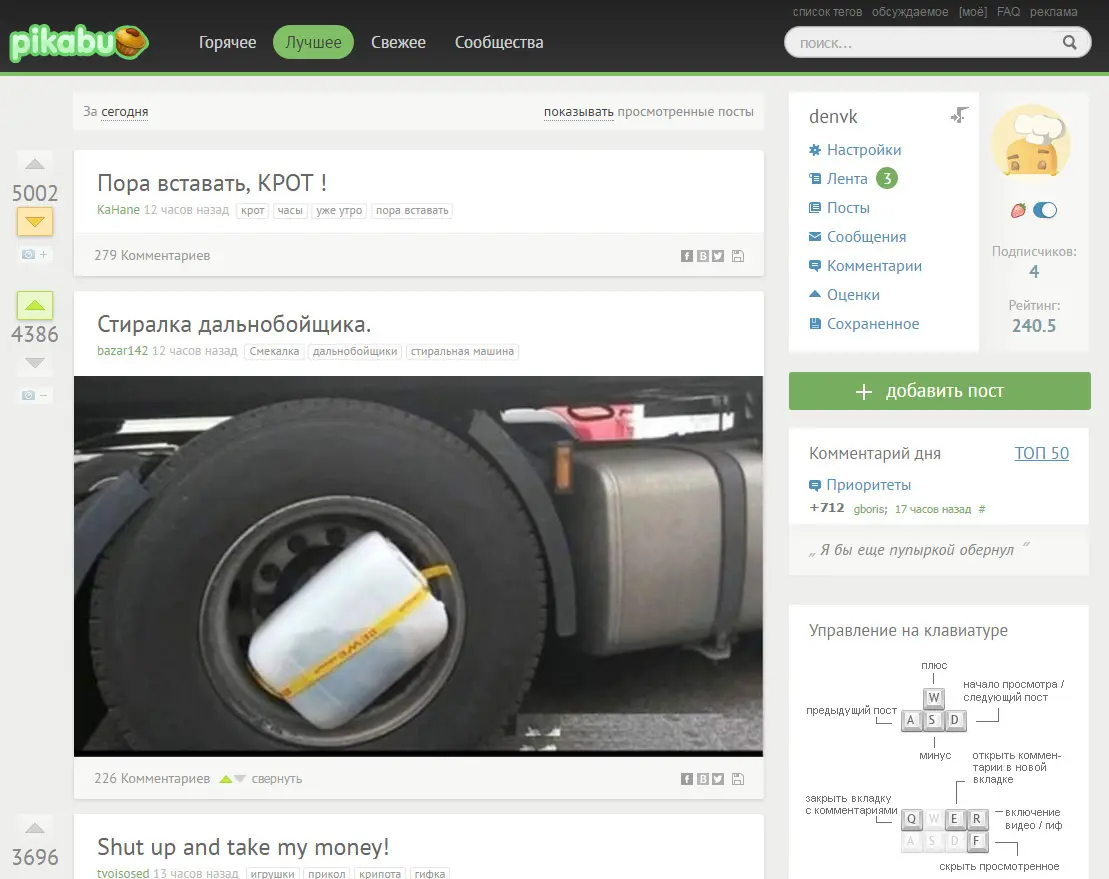 список тегов обсуждаемое [моё] FAQ реклама
pikabu
Горячее Лучшее Свежее Сообщества
поиск...
За сегодня показывать просмотренные посты
5002
Пора вставать, КРОТ !
KaHane 12 часов назад крот часы уже утро пора вставать
279 Комментариев
4386
Стиралка дальнобойщика.
bazar142 12 часов назад Смекалка дальнобойщики стиральная машина
226 Комментариев свернуть
3696
Shut up and take my money!
tvoisosed 13 часов назад игрушки прикол крипота гифка
denvk
Настройки
Лента 3
Посты
Сообщения
Комментарии
Оценки
Сохраненное
Подписчиков:
4
Рейтинг:
240.5
+ добавить пост
Комментарий дня ТОП 50
Приоритеты
+712 gboris; 17 часов назад #
„ Я бы еще пупыркой обернул ”
Управление на клавиатуре
плюс
начало просмотра /
следующий пост
предыдущий пост
W
A S D
минус
открыть коммен-
тарии в новой
вкладке
закрыть вкладку
с комментариями
Q W E R
A S D F
включение
видео / гиф
скрыть просмотренное